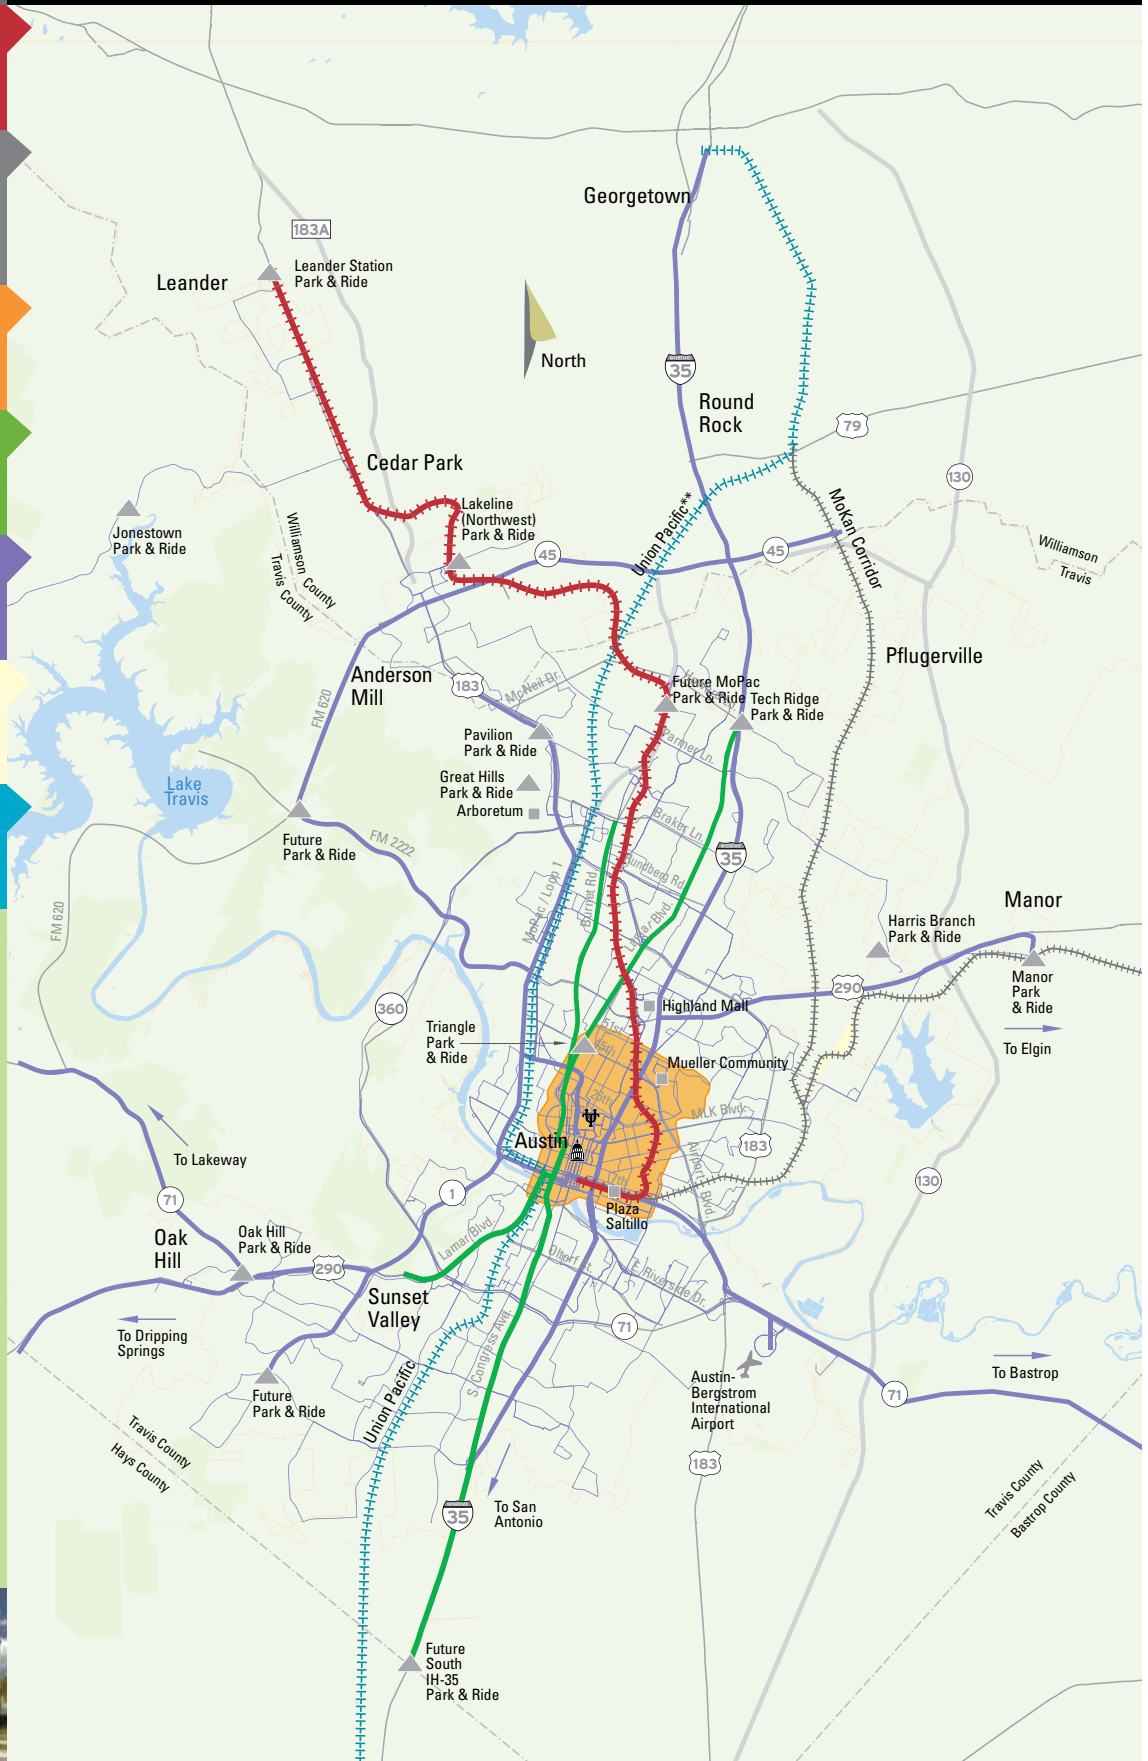 Georgetown
183A
Leander Station
Park & Ride
Leander
North
35
Round
Rock
79
Cedar Park
130
Lakeline
(Northwest)
Park & Ride
Union Pacific**
MoKan Corridor
Jonestown
Park & Ride
Williamson County
Travis County
45
45
Williamson
Travis
Pflugerville
Anderson
Mill
183
McNeil Dr.
FM 620
Future MoPac
Park & Ride
Tech Ridge
Park & Ride
Pavilion
Park & Ride
Parmer Ln.
Great Hills
Park & Ride
Arboretum
Lake
Travis
Braker Ln.
Future
Park & Ride
FM 2222
35
Rundberg Rd.
MoPac / Loop 1
Burnet Rd.
Lamar Blvd.
Manor
FM 620
Harris Branch
Park & Ride
290
Manor
Park
& Ride
360
Highland Mall
Triangle
Park
& Ride
51st
45th
To Elgin
Mueller Community
26th
MLK Blvd.
Austin
183
To Lakeway
Airport Blvd.
7th
130
71
1
Plaza
Saltillo
Oak
Hill
Oak Hill
Park & Ride
Lamar Blvd.
Oltorf St.
E. Riverside Dr.
290
Sunset
Valley
71
To Dripping
Springs
S. Congress Ave.
To Bastrop
Austin-
Bergstrom
International
Airport
71
Future
Park & Ride
Union Pacific
Travis County
Hays County
183
Travis County
Bastrop County
To San
Antonio
35
Future
South
IH-35
Park & Ride